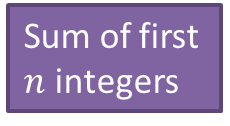 Sum of first
n integers